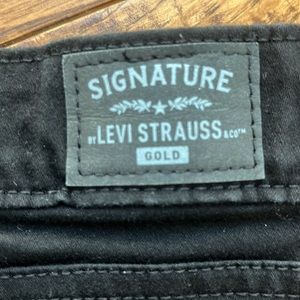 SIGNATURE
BY LEVI STRAUSS & CO™
GOLD